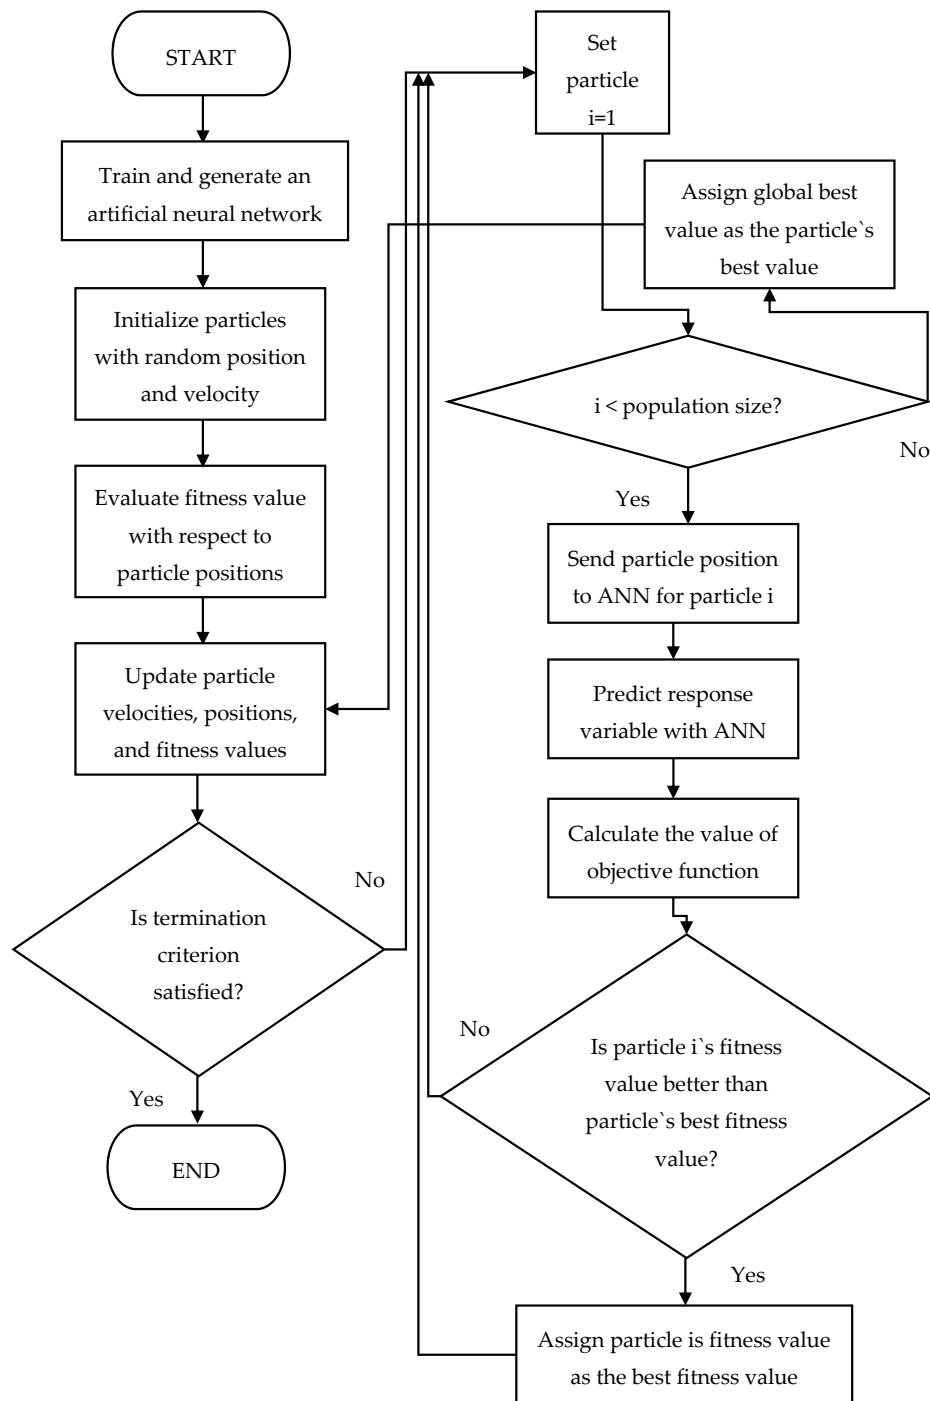 START
Train and generate an
artificial neural network
Initialize particles
with random position
and velocity
Evaluate fitness value
with respect to
particle positions
Update particle
velocities, positions,
and fitness values
No
Is termination
criterion
satisfied?
Yes
END
Set
particle
i=1
Assign global best
value as the particle`s
best value
i < population size?
No
Yes
Send particle position
to ANN for particle i
Predict response
variable with ANN
Calculate the value of
objective function
No
Is particle i`s fitness
value better than
particle`s best fitness
value?
Yes
Assign particle is fitness value
as the best fitness value